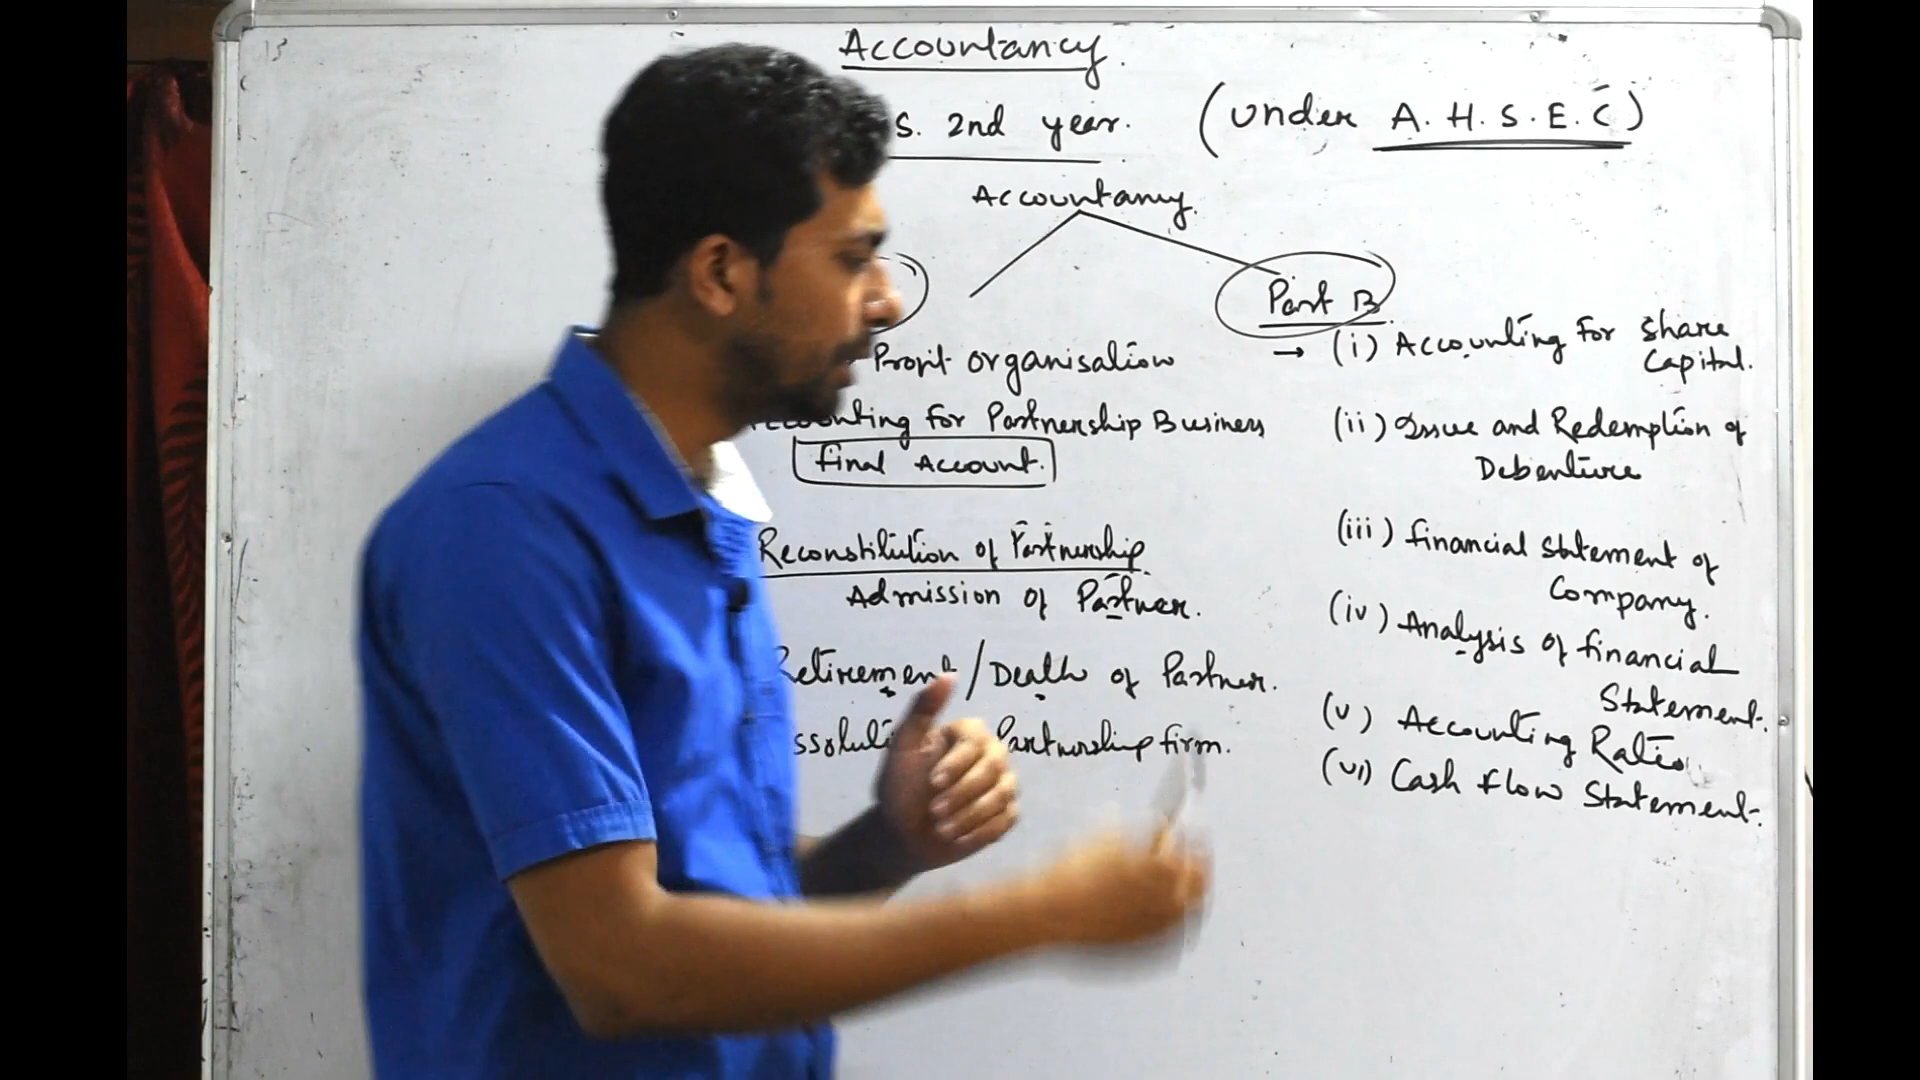 Accountancy.
S. 2nd year. (under A.H.S.E.C)
Accountancy.
Part B
Profit organisation
Accounting for Partnership Business
final Account.
Reconstitution of Partnership
Admission of Partner.
Retirement/Death of Partner.
ssoluti Partnership firm.
→ (i) Accounting for share
Capital.
(ii) Issue and Redemption of
Debenture
(iii) financial statement of
Company.
(iv) Analysis of financial
Statement.
(v) Accounting Ratio
(vi) Cash flow Statement.